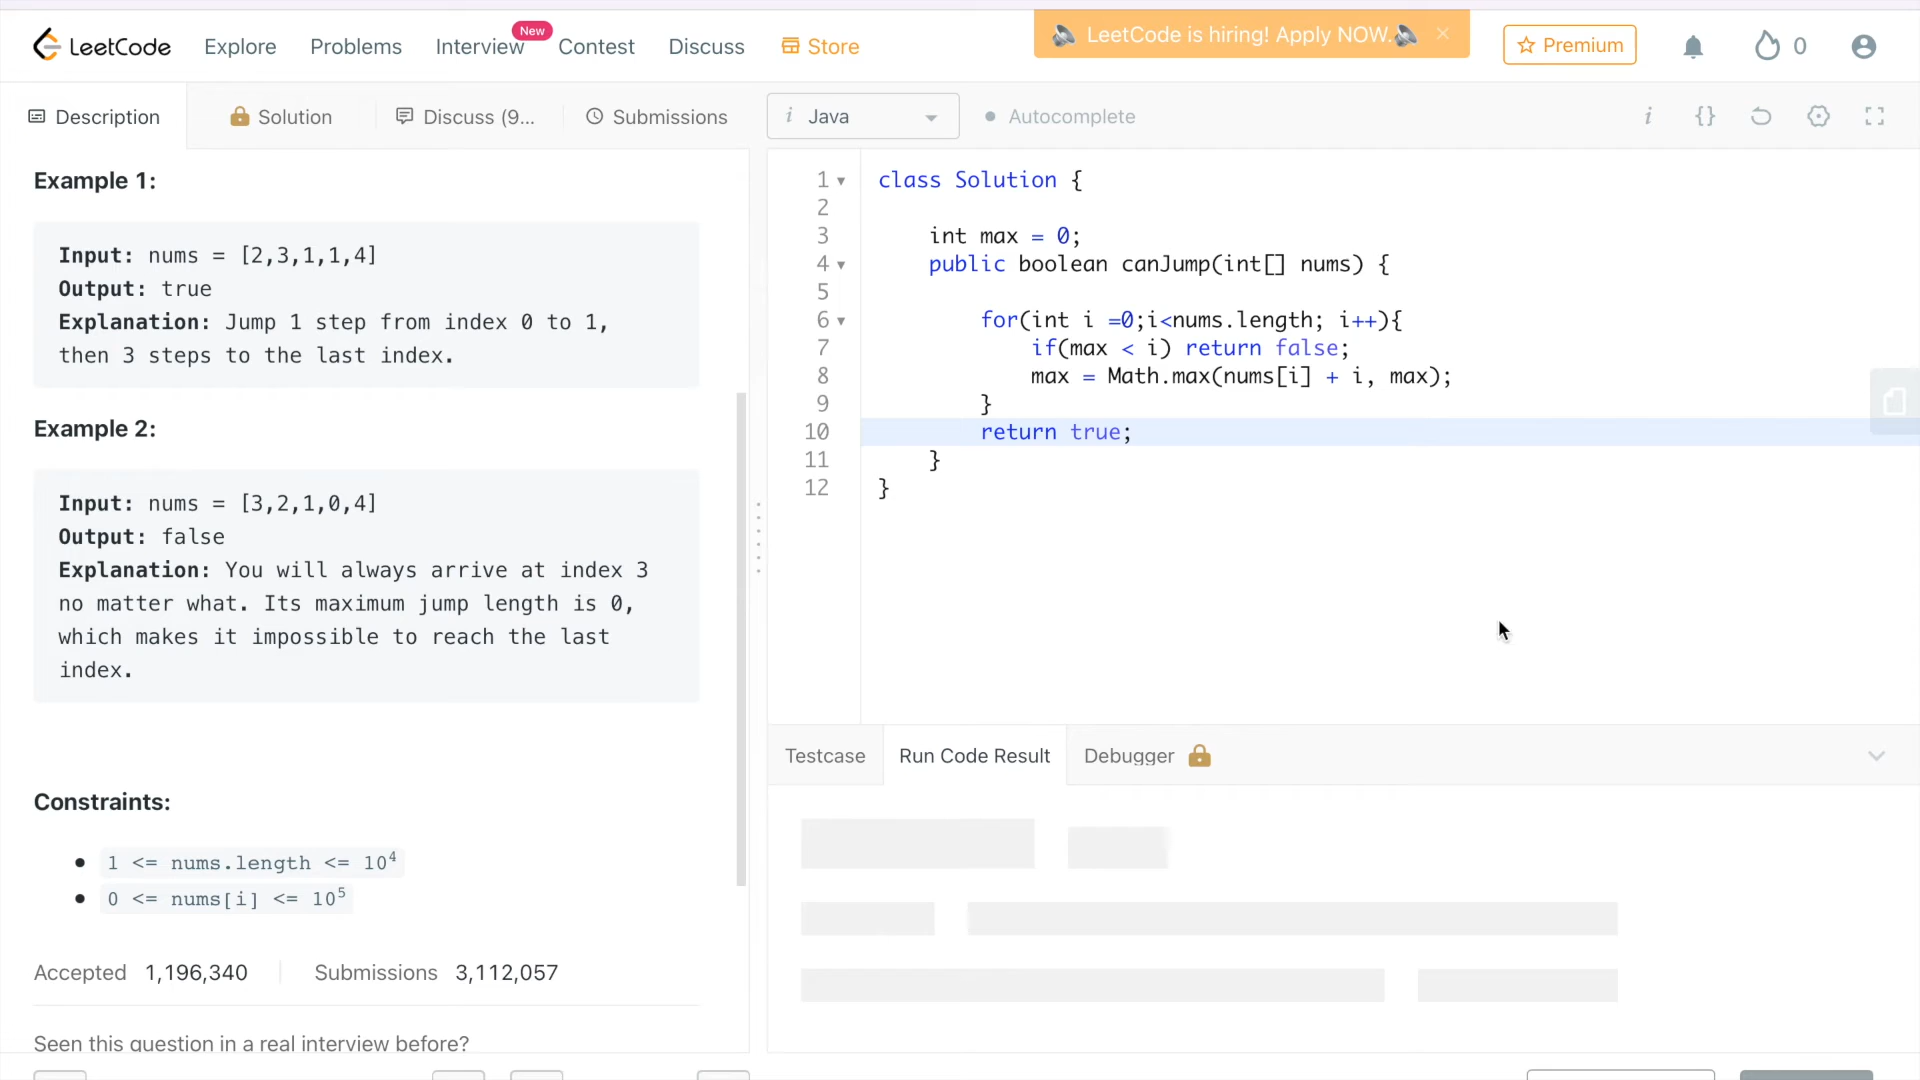 LeetCode
Explore
Problems
Interview
New
Contest
Discuss
Store
LeetCode is hiring! Apply NOW.
Premium
0
Description
Solution
Discuss (9...
Submissions
i Java
Autocomplete
i
{}
Example 1:
Input: nums = [2,3,1,1,4]
Output: true
Explanation: Jump 1 step from index 0 to 1,
then 3 steps to the last index.
Example 2:
Input: nums = [3,2,1,0,4]
Output: false
Explanation: You will always arrive at index 3
no matter what. Its maximum jump length is 0,
which makes it impossible to reach the last
index.
Constraints:
1 <= nums.length <= 10⁴
0 <= nums[i] <= 10⁵
Accepted 1,196,340
Submissions 3,112,057
Seen this question in a real interview before?
1 class Solution {
2
3 int max = 0;
4 public boolean canJump(int[] nums) {
5
6 for(int i =0;i<nums.length; i++){
7 if(max < i) return false;
8 max = Math.max(nums[i] + i, max);
9 }
10 return true;
11 }
12 }
Testcase
Run Code Result
Debugger